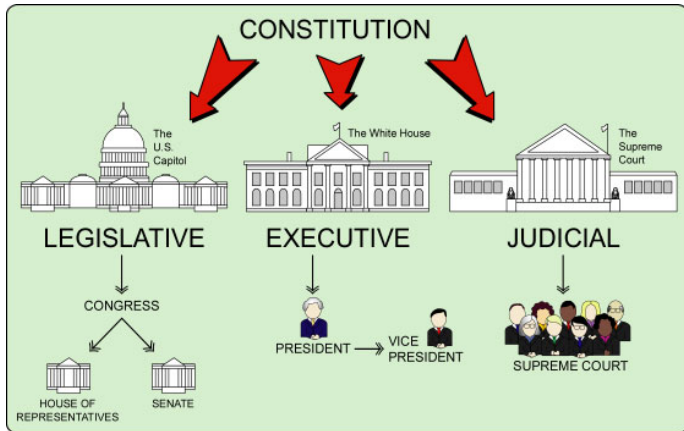 CONSTITUTION
The
U.S.
Capitol
The White House
The
Supreme
Court
LEGISLATIVE
EXECUTIVE
JUDICIAL
CONGRESS
HOUSE OF
REPRESENTATIVES
SENATE
PRESIDENT
VICE
PRESIDENT
SUPREME COURT